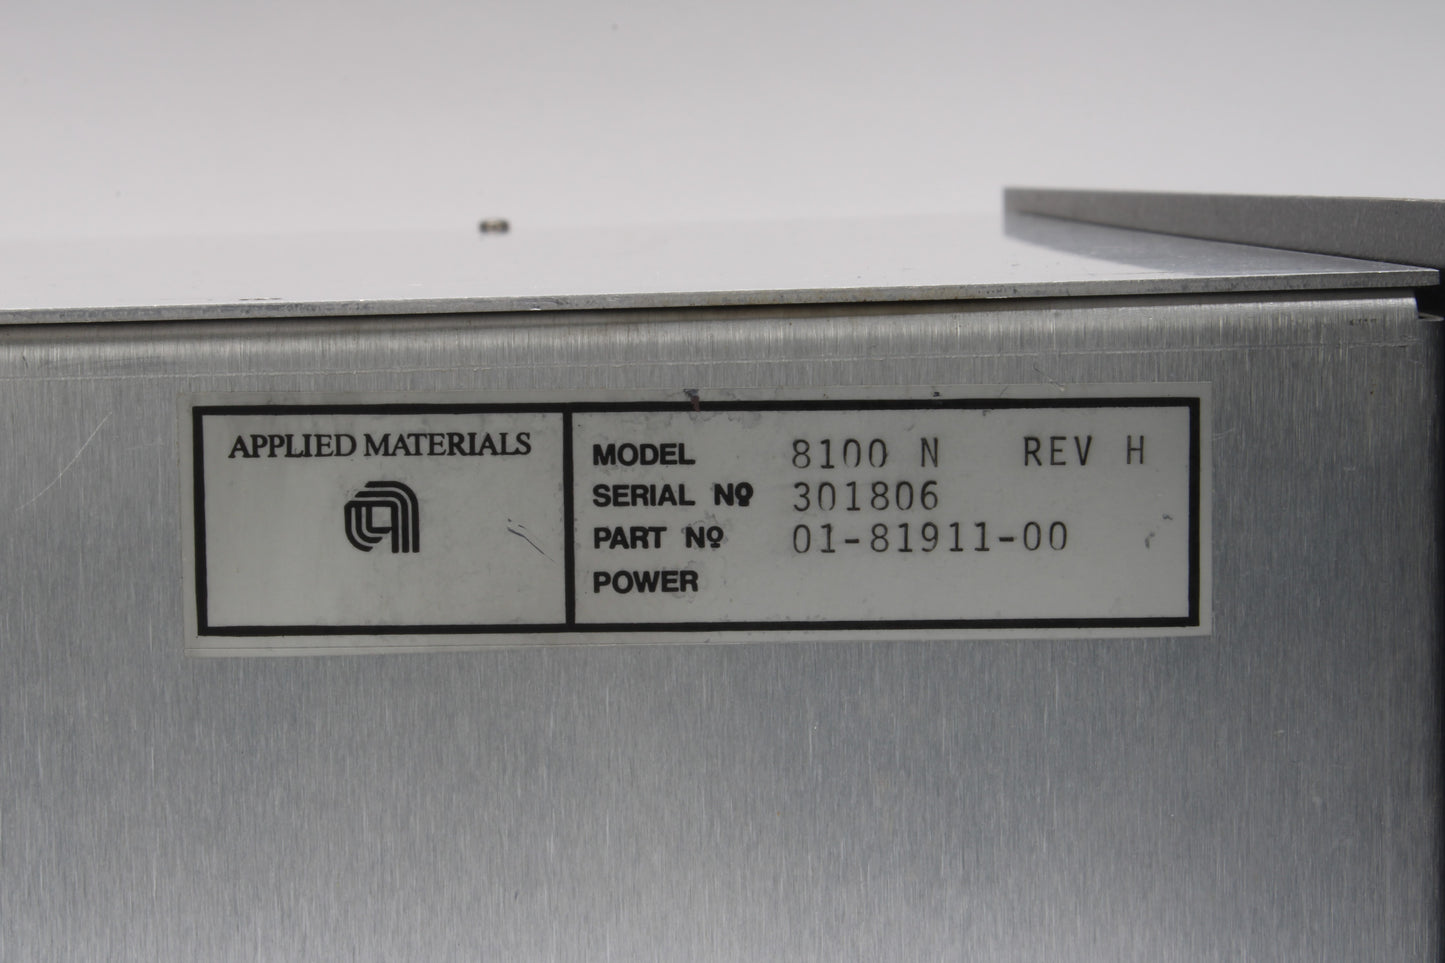 APPLIED MATERIALS
MODEL 8100 N REV H
SERIAL Nº 301806
PART Nº 01-81911-00
POWER